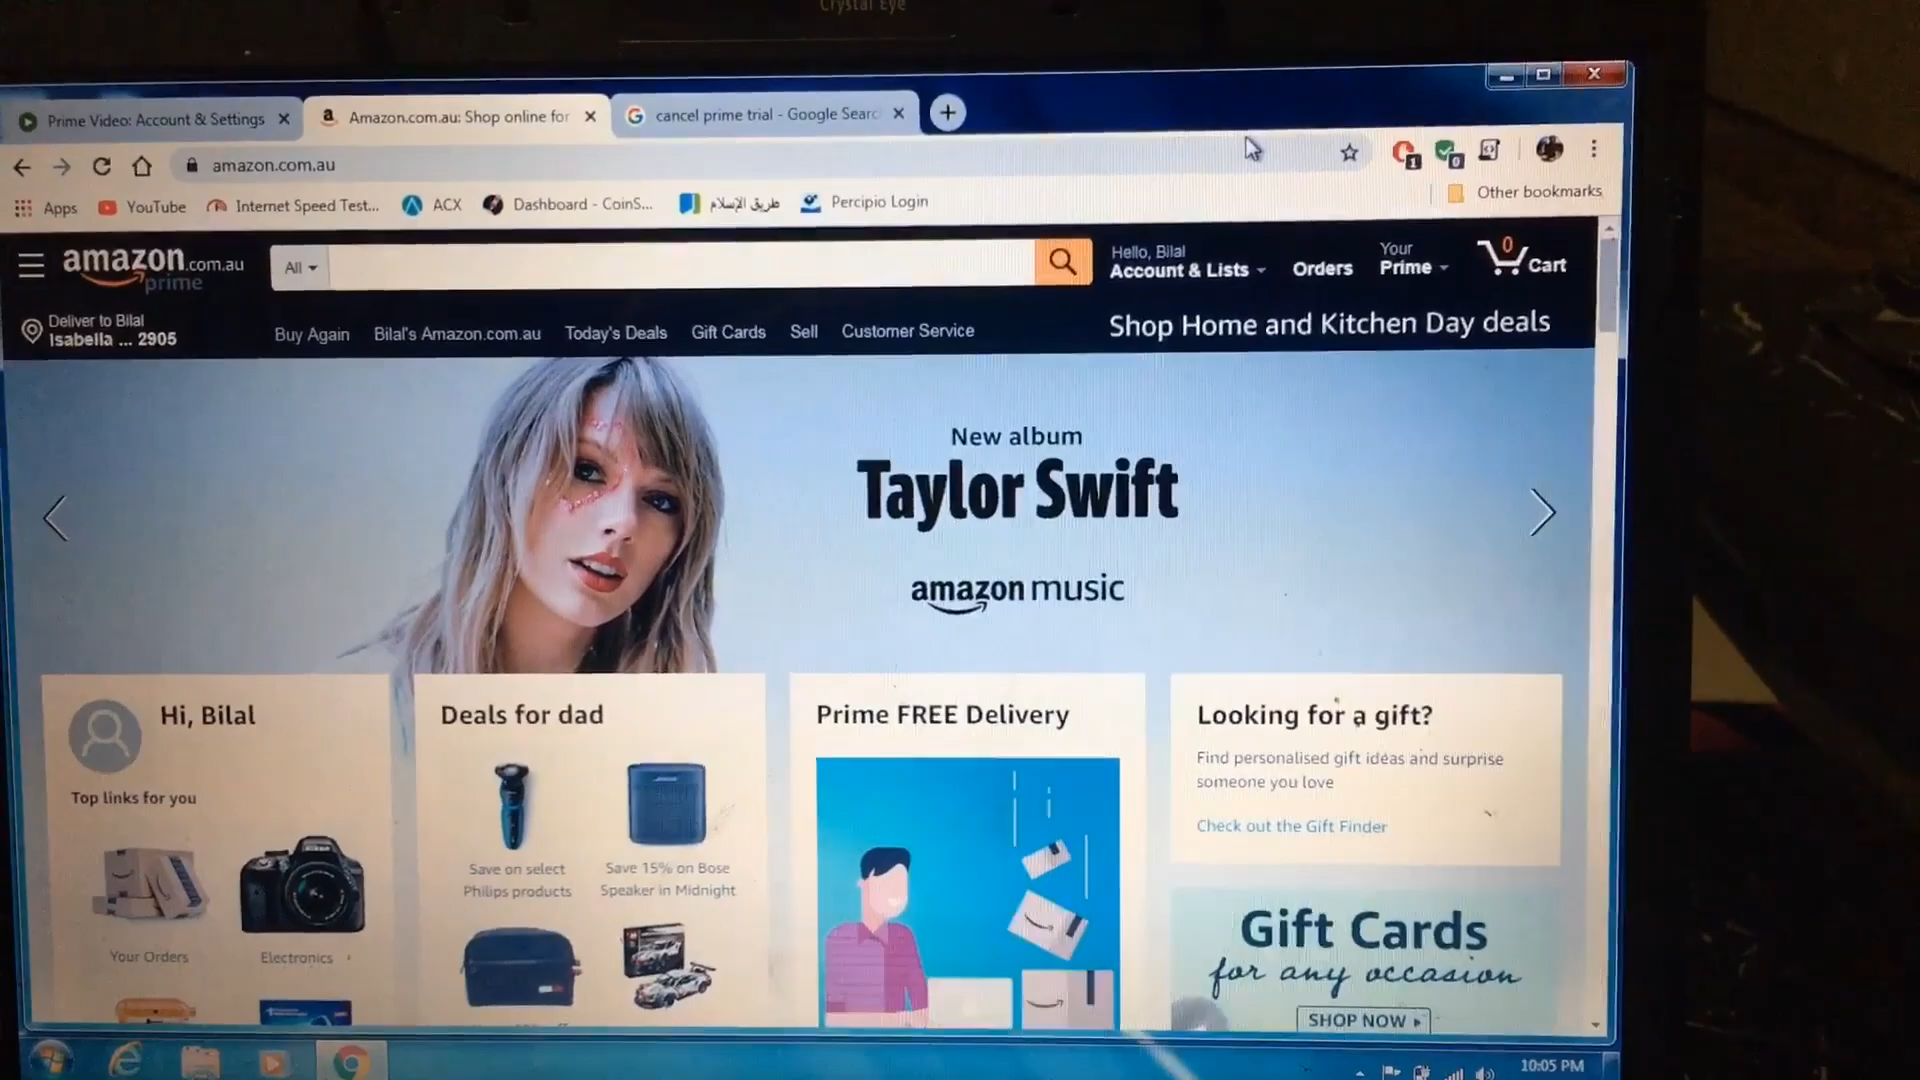 Crystal Eye
Prime Video: Account & Settings
Amazon.com.au: Shop online for
cancel prime trial - Google Searc
amazon.com.au
1
0
Apps
YouTube
Internet Speed Test...
ACX
Dashboard - CoinS...
طريق الإسلام
Percipio Login
Other bookmarks
amazon.com.au
prime
All
Hello, Bilal
Account & Lists
Orders
Your
Prime
0
Cart
Deliver to Bilal
Isabella ... 2905
Buy Again
Bilal's Amazon.com.au
Today's Deals
Gift Cards
Sell
Customer Service
Shop Home and Kitchen Day deals
New album
Taylor Swift
amazon music
Hi, Bilal
Top links for you
Your Orders
Electronics
Deals for dad
Save on select
Philips products
Save 15% on Bose
Speaker in Midnight
Prime FREE Delivery
Looking for a gift?
Find personalised gift ideas and surprise
someone you love
Check out the Gift Finder
Gift Cards
for any occasion
SHOP NOW
10:05 PM